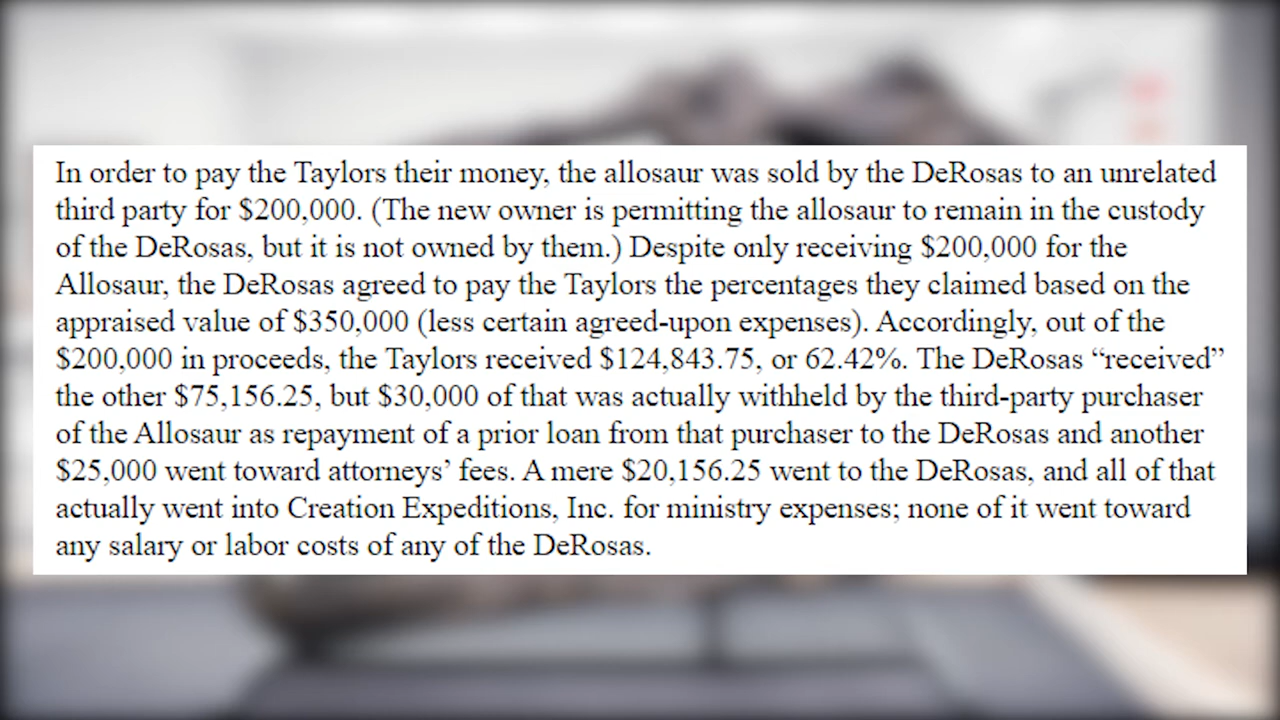 In order to pay the Taylors their money, the allosaur was sold by the DeRosas to an unrelated
third party for $200,000. (The new owner is permitting the allosaur to remain in the custody
of the DeRosas, but it is not owned by them.) Despite only receiving $200,000 for the
Allosaur, the DeRosas agreed to pay the Taylors the percentages they claimed based on the
appraised value of $350,000 (less certain agreed-upon expenses). Accordingly, out of the
$200,000 in proceeds, the Taylors received $124,843.75, or 62.42%. The DeRosas “received”
the other $75,156.25, but $30,000 of that was actually withheld by the third-party purchaser
of the Allosaur as repayment of a prior loan from that purchaser to the DeRosas and another
$25,000 went toward attorneys’ fees. A mere $20,156.25 went to the DeRosas, and all of that
actually went into Creation Expeditions, Inc. for ministry expenses; none of it went toward
any salary or labor costs of any of the DeRosas.